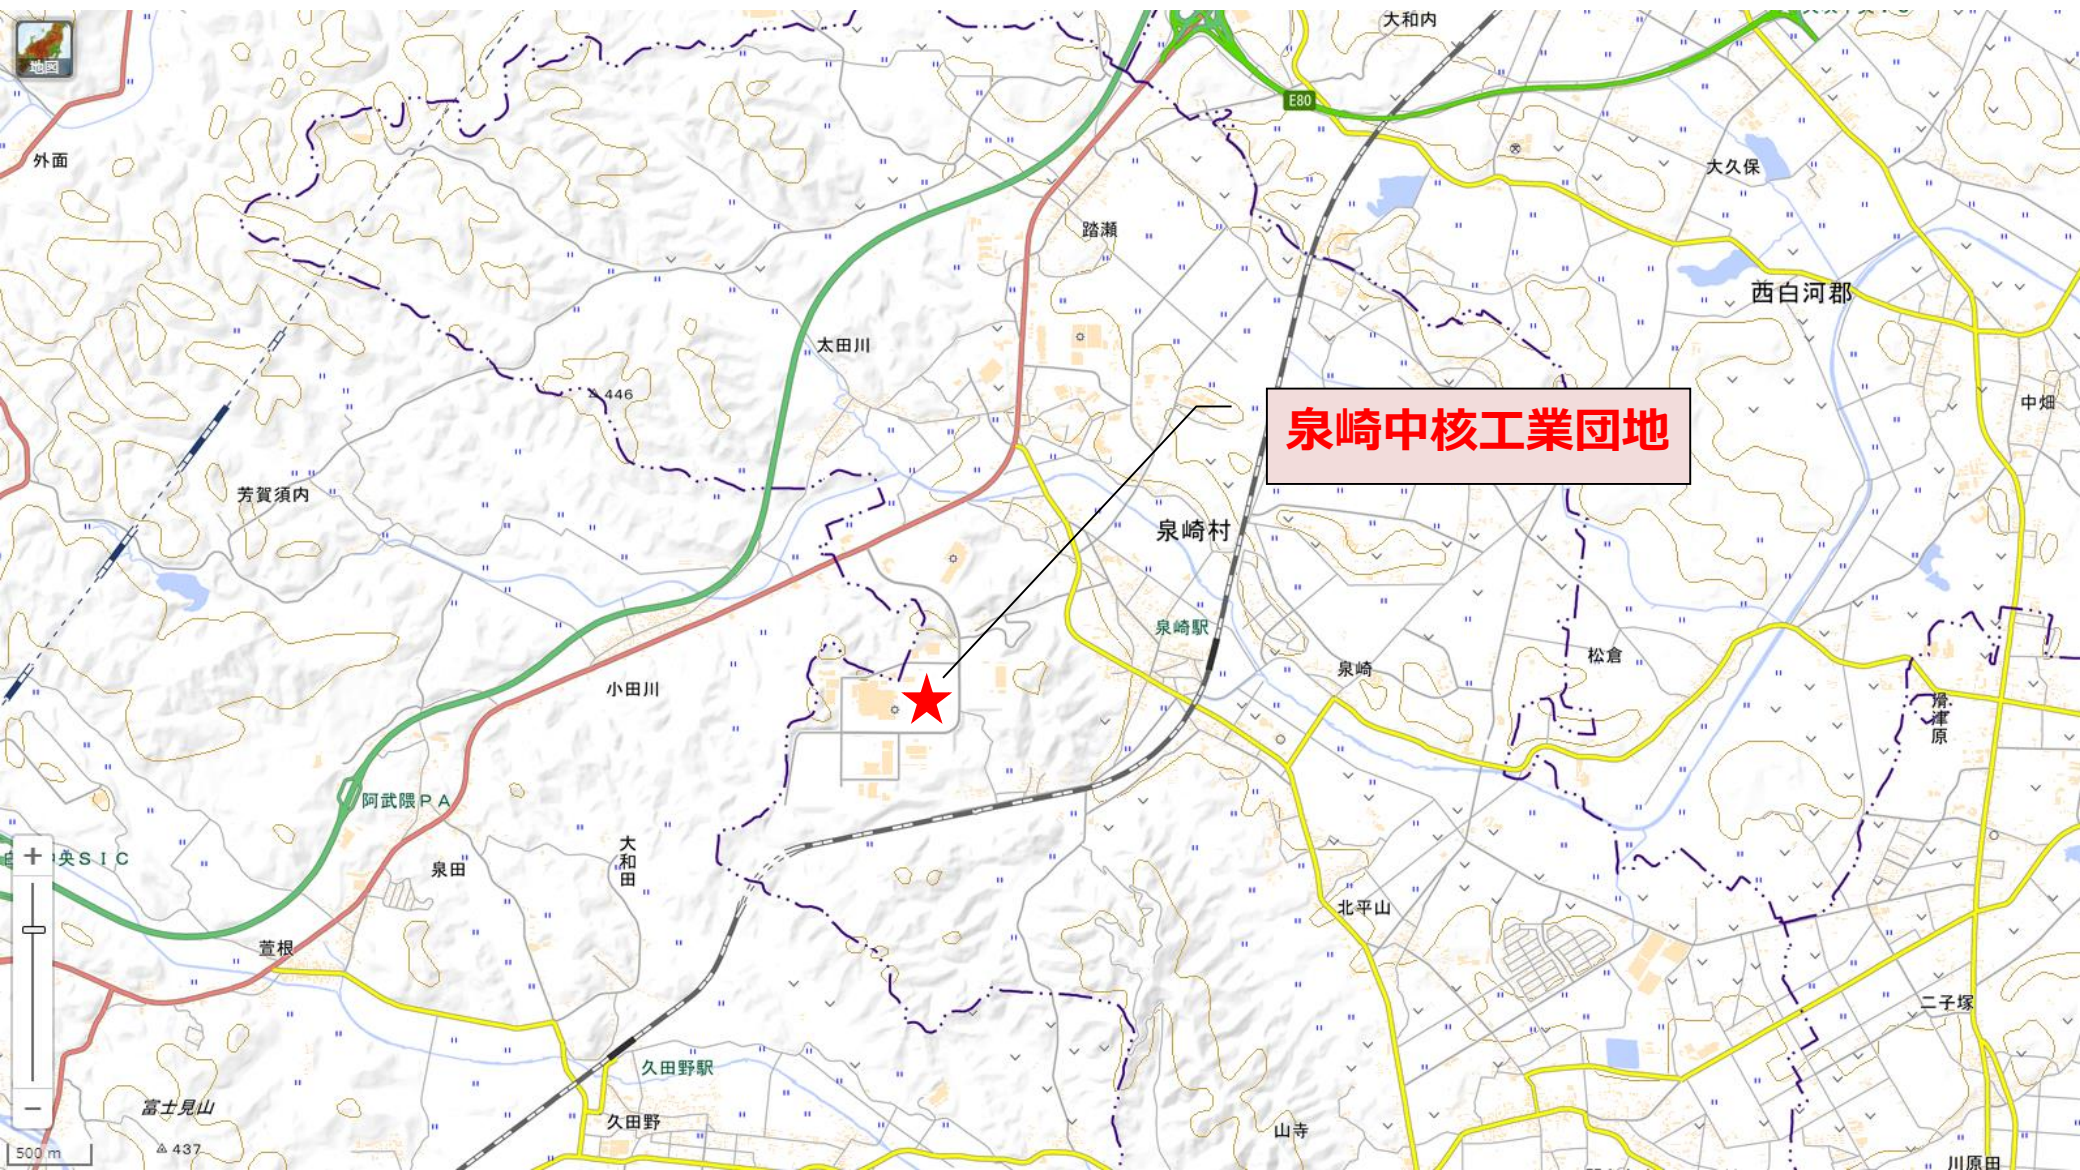 地図
大和内
E80
外面
大久保
踏瀬
西白河郡
太田川
446
中畑
泉崎中核工業団地
芳賀須内
泉崎村
泉崎駅
松倉
泉崎
小田川
滑津原
阿武隈PA
大和田
中央SIC
泉田
北平山
萱根
二子塚
久田野駅
富士見山
久田野
山寺
437
500 m
川原田